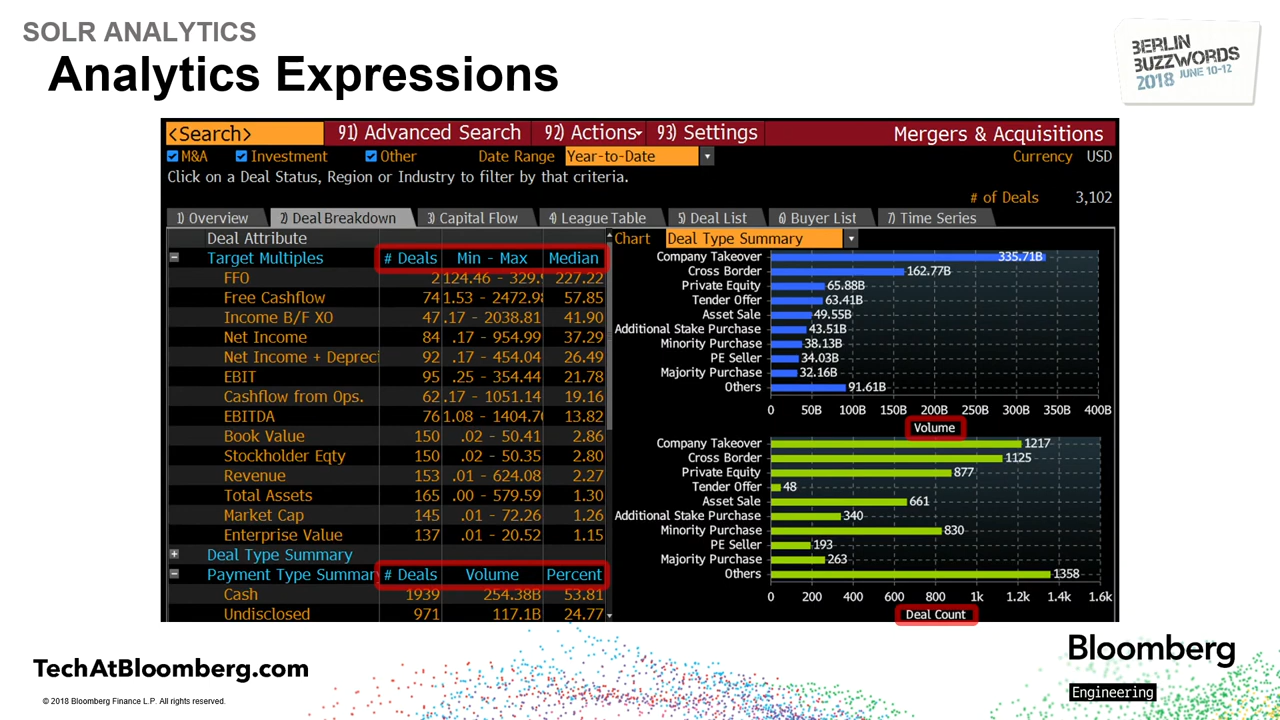 SOLR ANALYTICS
Analytics Expressions
BERLIN
BUZZWORDS
2018 JUNE 10-12
<Search> 91) Advanced Search 92) Actions 93) Settings Mergers & Acquisitions
M&A Investment Other Date Range Year-to-Date Currency USD
Click on a Deal Status, Region or Industry to filter by that criteria.
# of Deals 3,102
1) Overview 2) Deal Breakdown 3) Capital Flow 4) League Table 5) Deal List 6) Buyer List 7) Time Series
Deal Attribute
Target Multiples # Deals Min - Max Median
FFO 2 124.46 - 329.9 227.22
Free Cashflow 74 1.53 - 2472.98 57.85
Income B/F XO 47 .17 - 2038.81 41.90
Net Income 84 .17 - 954.99 37.29
Net Income + Depreci 92 .17 - 454.04 26.49
EBIT 95 .25 - 354.44 21.78
Cashflow from Ops. 62 .17 - 1051.14 19.16
EBITDA 76 1.08 - 1404.70 13.82
Book Value 150 .02 - 50.41 2.86
Stockholder Eqty 150 .02 - 50.35 2.80
Revenue 153 .01 - 624.08 2.27
Total Assets 165 .00 - 579.59 1.30
Market Cap 145 .01 - 72.26 1.26
Enterprise Value 137 .01 - 20.52 1.15
Deal Type Summary
Payment Type Summar # Deals Volume Percent
Cash 1939 254.38B 53.81
Undisclosed 971 117.1B 24.77
Chart Deal Type Summary
Company Takeover 335.71B
Cross Border 162.77B
Private Equity 65.88B
Tender Offer 63.41B
Asset Sale 49.55B
Additional Stake Purchase 43.51B
Minority Purchase 38.13B
PE Seller 34.03B
Majority Purchase 32.16B
Others 91.61B
0 50B 100B 150B 200B 250B 300B 350B 400B
Volume
Company Takeover 1217
Cross Border 1125
Private Equity 877
Tender Offer 48
Asset Sale 661
Additional Stake Purchase 340
Minority Purchase 830
PE Seller 193
Majority Purchase 263
Others 1358
0 200 400 600 800 1k 1.2k 1.4k 1.6k
Deal Count
TechAtBloomberg.com
© 2018 Bloomberg Finance L.P. All rights reserved.
Bloomberg
Engineering